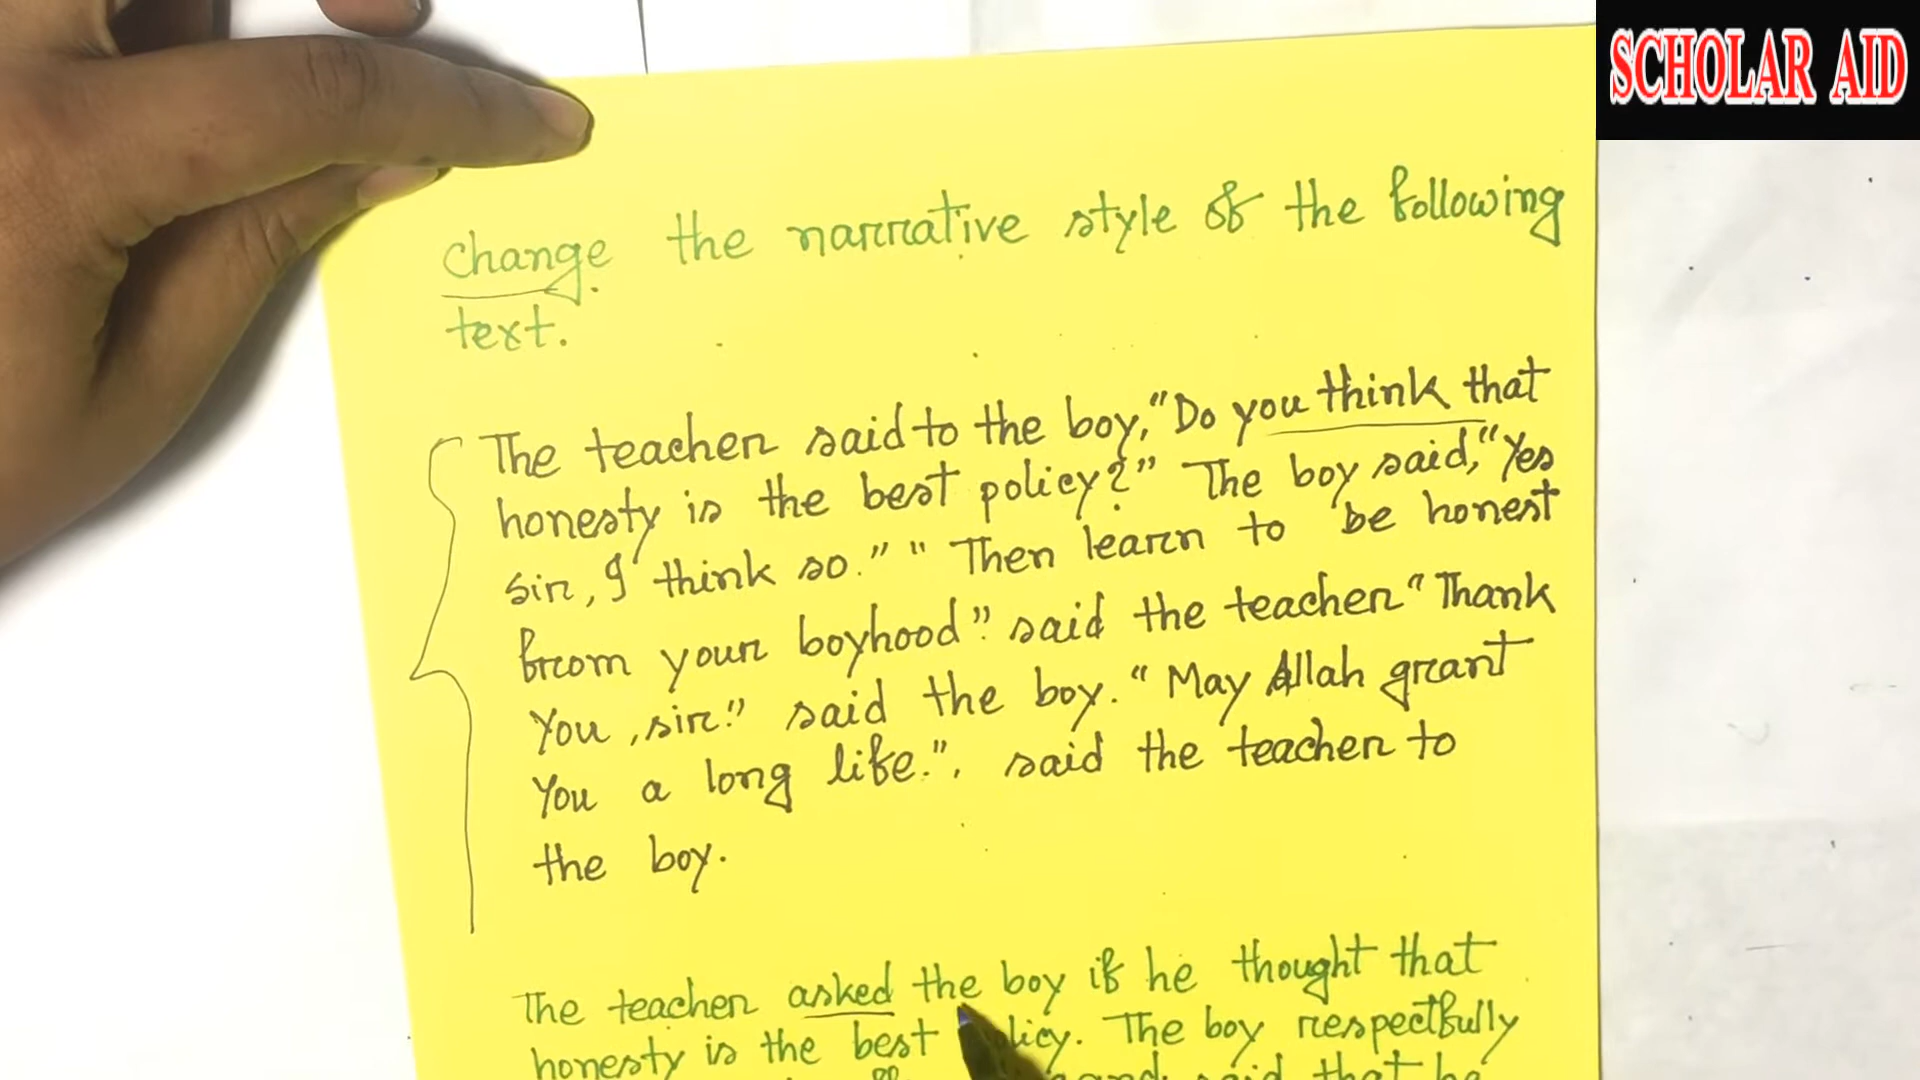 SCHOLAR AID
Change the narrative style of the following
text.
The teacher said to the boy, "Do you think that
honesty is the best policy?" The boy said, "Yes
sir, I think so." "Then learn to be honest
from your boyhood". said the teacher "Thank
You, sir." said the boy. "May Allah grant
You a long life.", said the teacher to
the boy.
The teacher asked the boy if he thought that
honesty is the best policy. The boy respectfully
and said that he